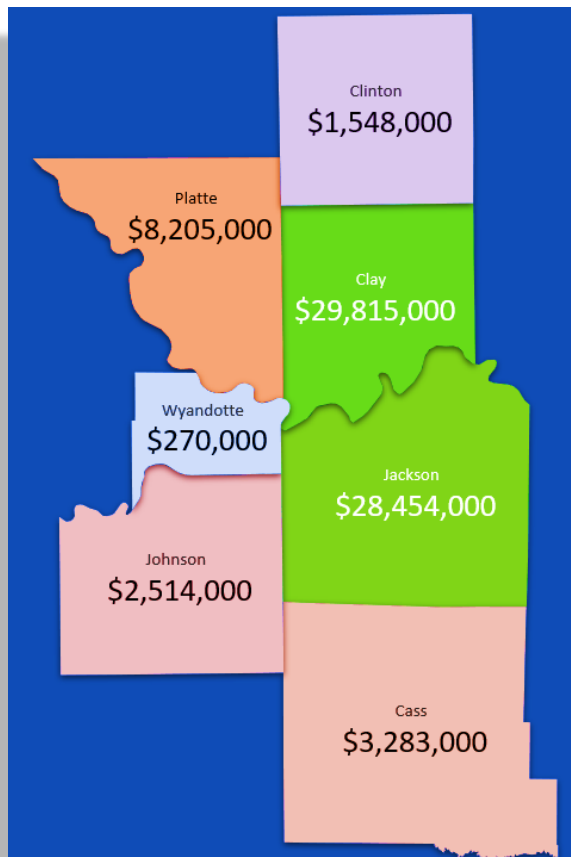 Clinton
$1,548,000
Platte
$8,205,000
Clay
$29,815,000
Wyandotte
$270,000
Jackson
$28,454,000
Johnson
$2,514,000
Cass
$3,283,000